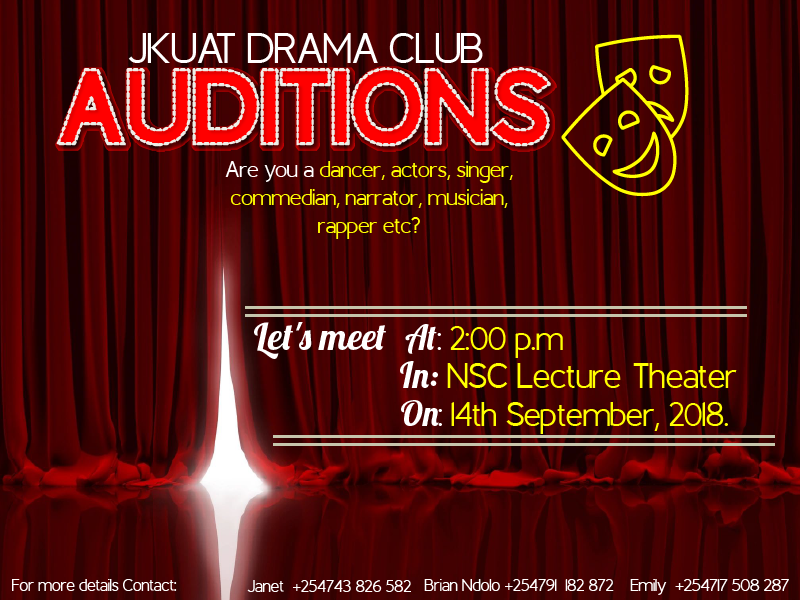 JKUAT DRAMA CLUB
AUDITIONS
Are you a dancer, actors, singer,
commedian, narrator, musician,
rapper etc?
Let's meet At: 2:00 p.m
In: NSC Lecture Theater
On: 14th September, 2018.
For more details Contact: Janet +254743 826 582 Brian Ndolo +254791 182 872 Emily +254717 508 287